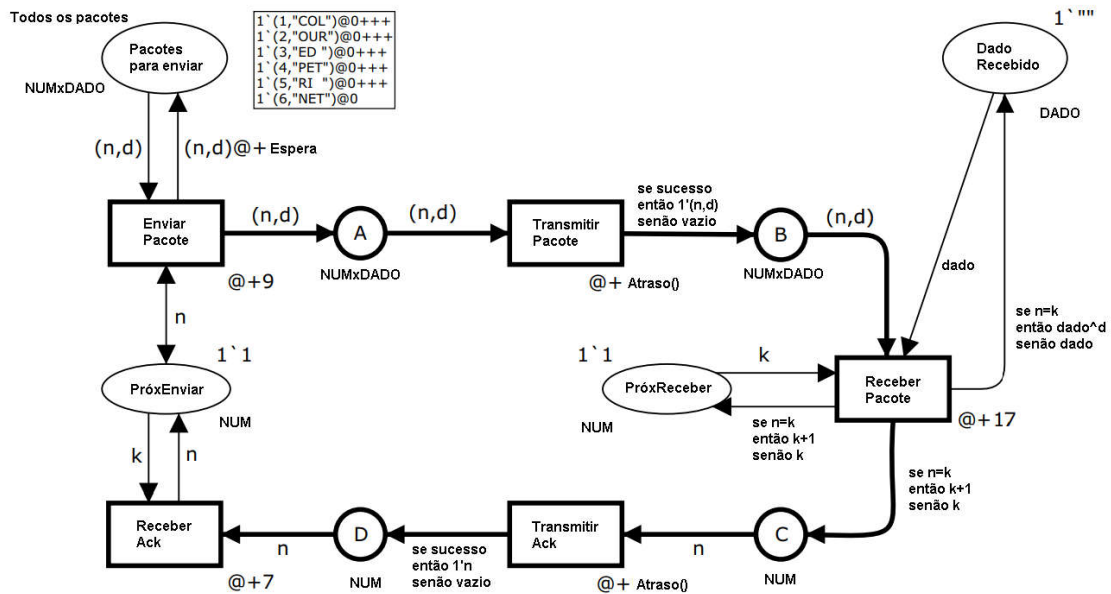 Todos os pacotes
Pacotes
para enviar
NUMxDADO
1`(1,"COL")@0+++
1`(2,"OUR")@0+++
1`(3,"ED ")@0+++
1`(4,"PET")@0+++
1`(5,"RI  ")@0+++
1`(6,"NET")@0
1`""
Dado
Recebido
DADO
(n,d)
(n,d)@+ Espera
Enviar
Pacote
@+9
(n,d)
A
NUMxDADO
(n,d)
Transmitir
Pacote
@+ Atraso()
se sucesso
então 1'(n,d)
senão vazio
B
NUMxDADO
(n,d)
dado
se n=k
então dado^d
senão dado
n
1`1
PróxEnviar
NUM
k
n
1`1
PróxReceber
NUM
k
se n=k
então k+1
senão k
Receber
Pacote
@+17
se n=k
então k+1
senão k
Receber
Ack
@+7
n
D
NUM
se sucesso
então 1'n
senão vazio
Transmitir
Ack
@+ Atraso()
n
C
NUM